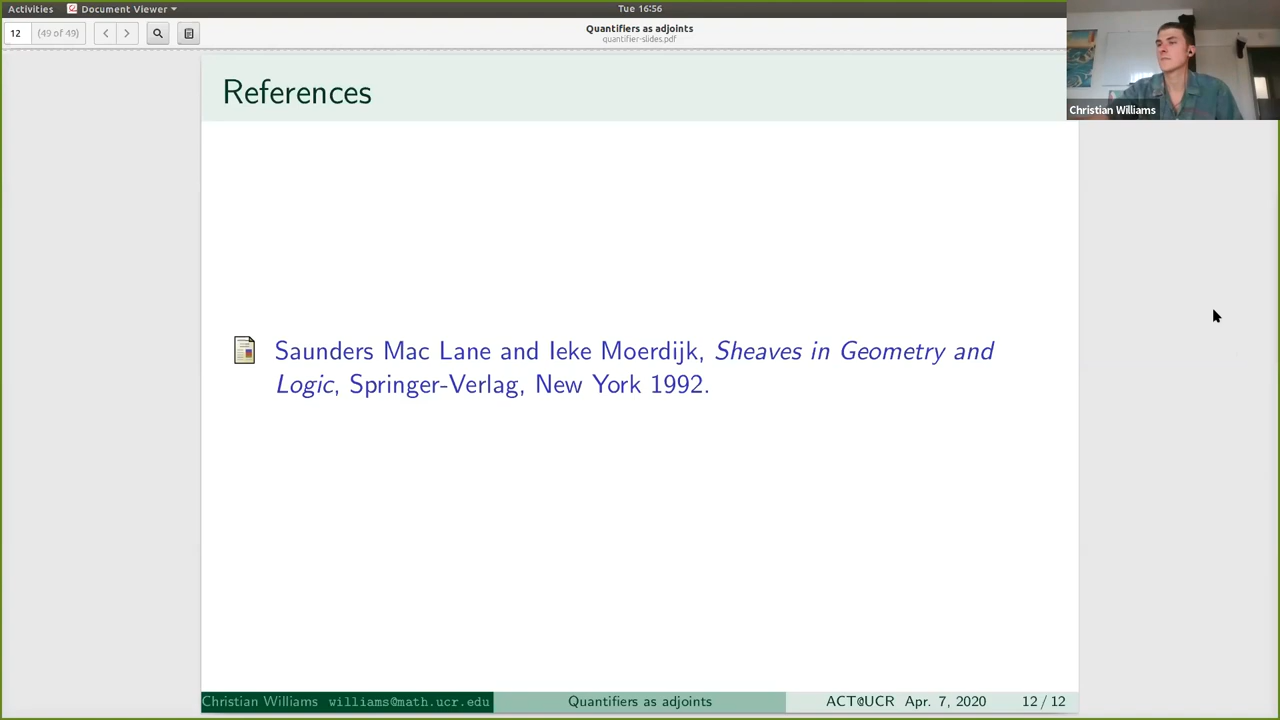 Activities Document Viewer Tue 16:56
12 (49 of 49) Quantifiers as adjoints
quantifier-slides.pdf
Christian Williams
References
Saunders Mac Lane and Ieke Moerdijk, Sheaves in Geometry and
Logic, Springer-Verlag, New York 1992.
Christian Williams williams@math.ucr.edu Quantifiers as adjoints ACT@UCR Apr. 7, 2020 12 / 12